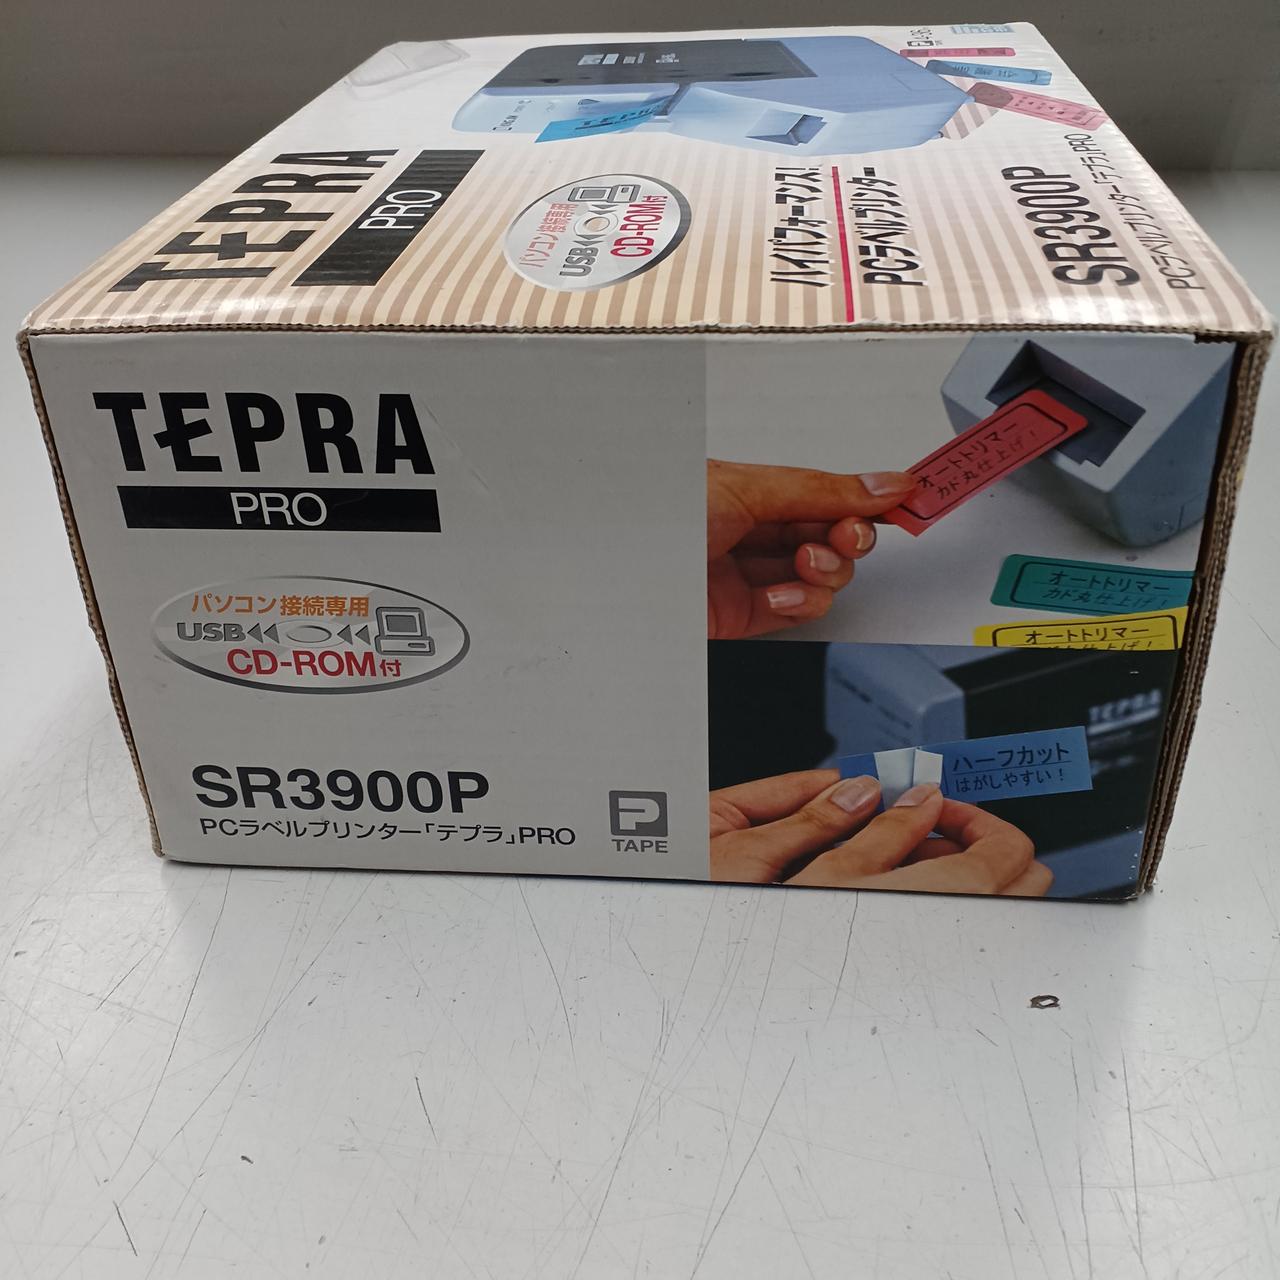 TEPRA
PRO
パソコン接続専用
USB
CD-ROM付
ハイパフォーマンス!
PCラベルプリンター
SR3900P
PCラベルプリンター「テプラ」PRO
TEPRA
PRO
パソコン接続専用
USB
CD-ROM付
SR3900P
PCラベルプリンター「テプラ」PRO
TAPE
オートトリマー
カド丸仕上げ!
オートトリマー
カド丸仕上げ!
オートトリマー
TEPRA
ハーフカット
はがしやすい!